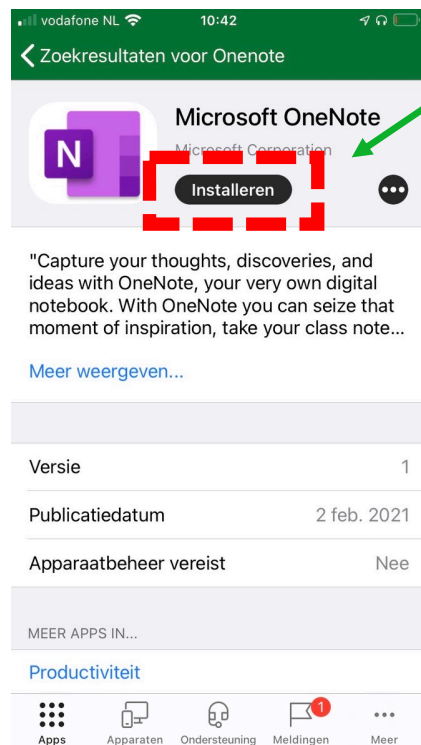 vodafone NL 10:42
Zoekresultaten voor Onenote
N
Microsoft OneNote
Microsoft Corporation
Installeren
"Capture your thoughts, discoveries, and
ideas with OneNote, your very own digital
notebook. With OneNote you can seize that
moment of inspiration, take your class note...
Meer weergeven...
Versie 1
Publicatiedatum 2 feb. 2021
Apparaatbeheer vereist Nee
MEER APPS IN...
Productiviteit
1
Apps Apparaten Ondersteuning Meldingen Meer